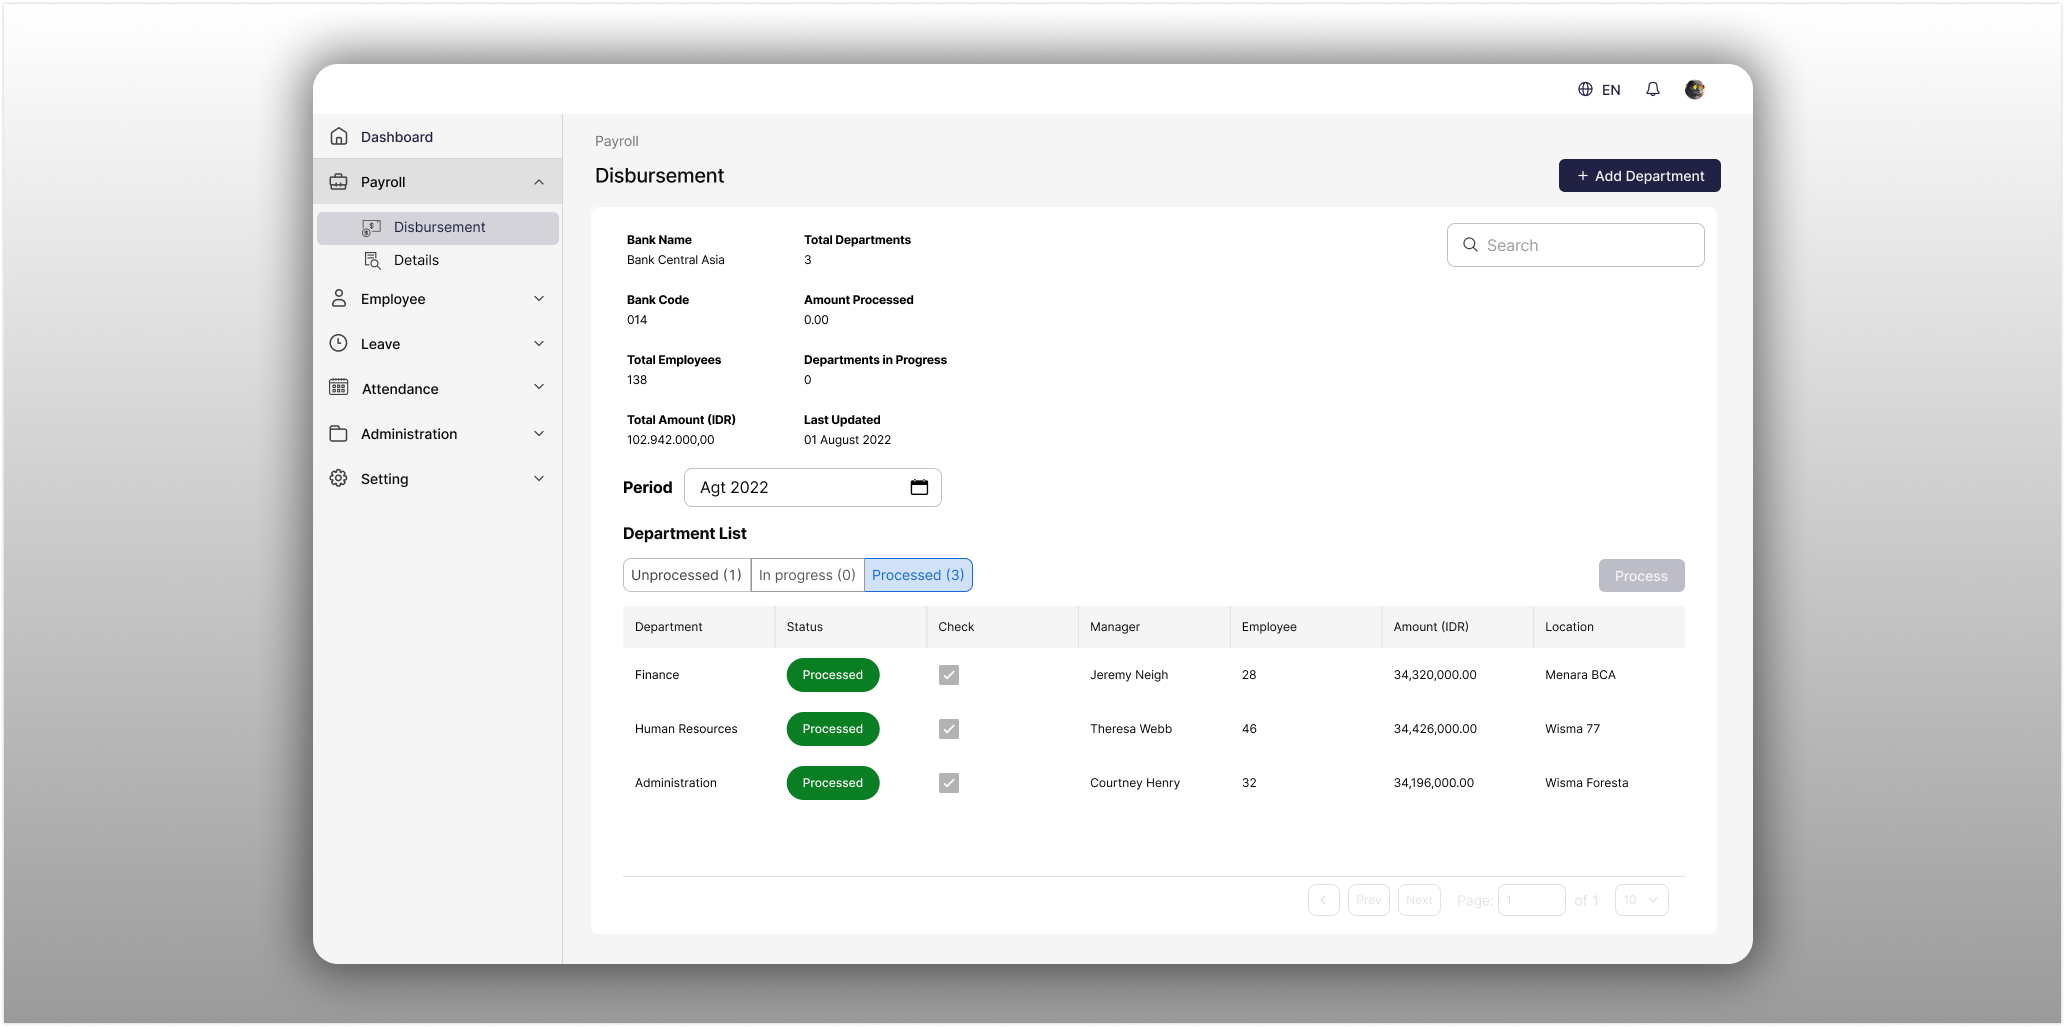 EN
Dashboard
Payroll
Disbursement
Details
Employee
Leave
Attendance
Administration
Setting
Payroll
Disbursement
+ Add Department
Bank Name
Bank Central Asia
Total Departments
3
Search
Bank Code
014
Amount Processed
0.00
Total Employees
138
Departments in Progress
0
Total Amount (IDR)
102.942.000,00
Last Updated
01 August 2022
Period Agt 2022
Department List
Unprocessed (1) In progress (0) Processed (3) Process
Department Status Check Manager Employee Amount (IDR) Location
Finance Processed Jeremy Neigh 28 34,320,000.00 Menara BCA
Human Resources Processed Theresa Webb 46 34,426,000.00 Wisma 77
Administration Processed Courtney Henry 32 34,196,000.00 Wisma Foresta
Prev Next Page: 1 of 1 10